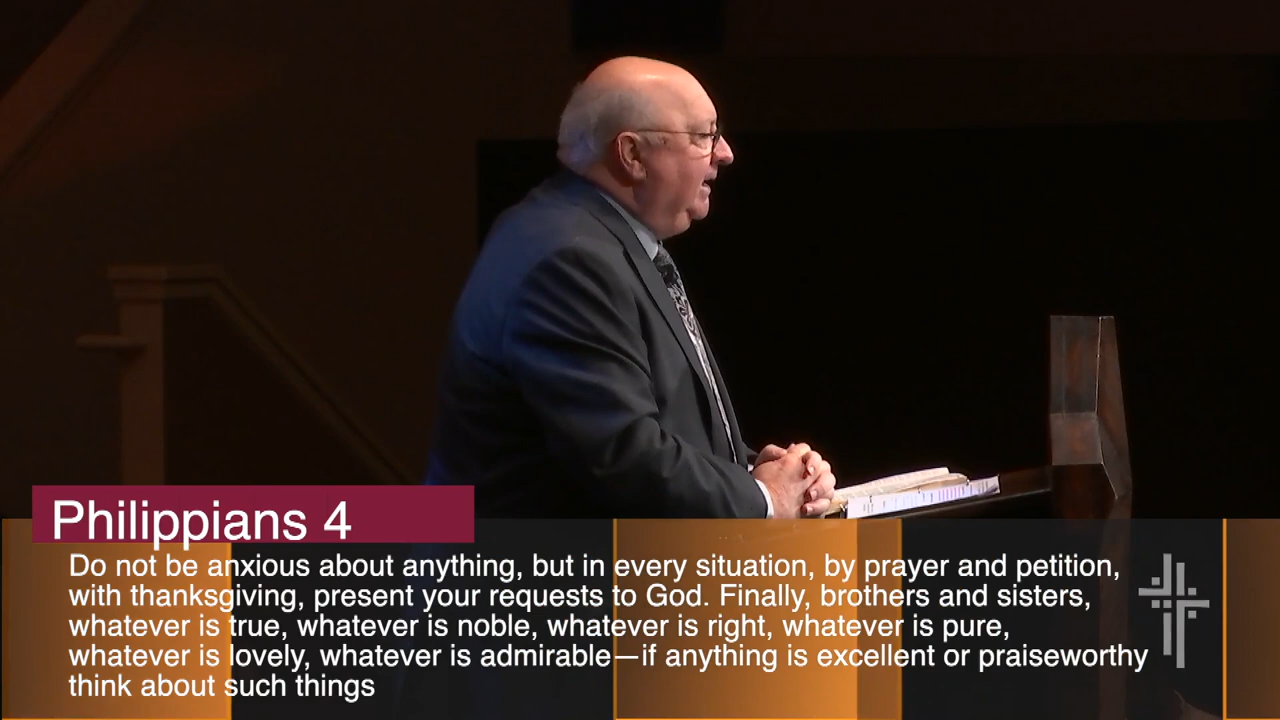 Philippians 4
Do not be anxious about anything, but in every situation, by prayer and petition,
with thanksgiving, present your requests to God. Finally, brothers and sisters,
whatever is true, whatever is noble, whatever is right, whatever is pure,
whatever is lovely, whatever is admirable—if anything is excellent or praiseworthy
think about such things